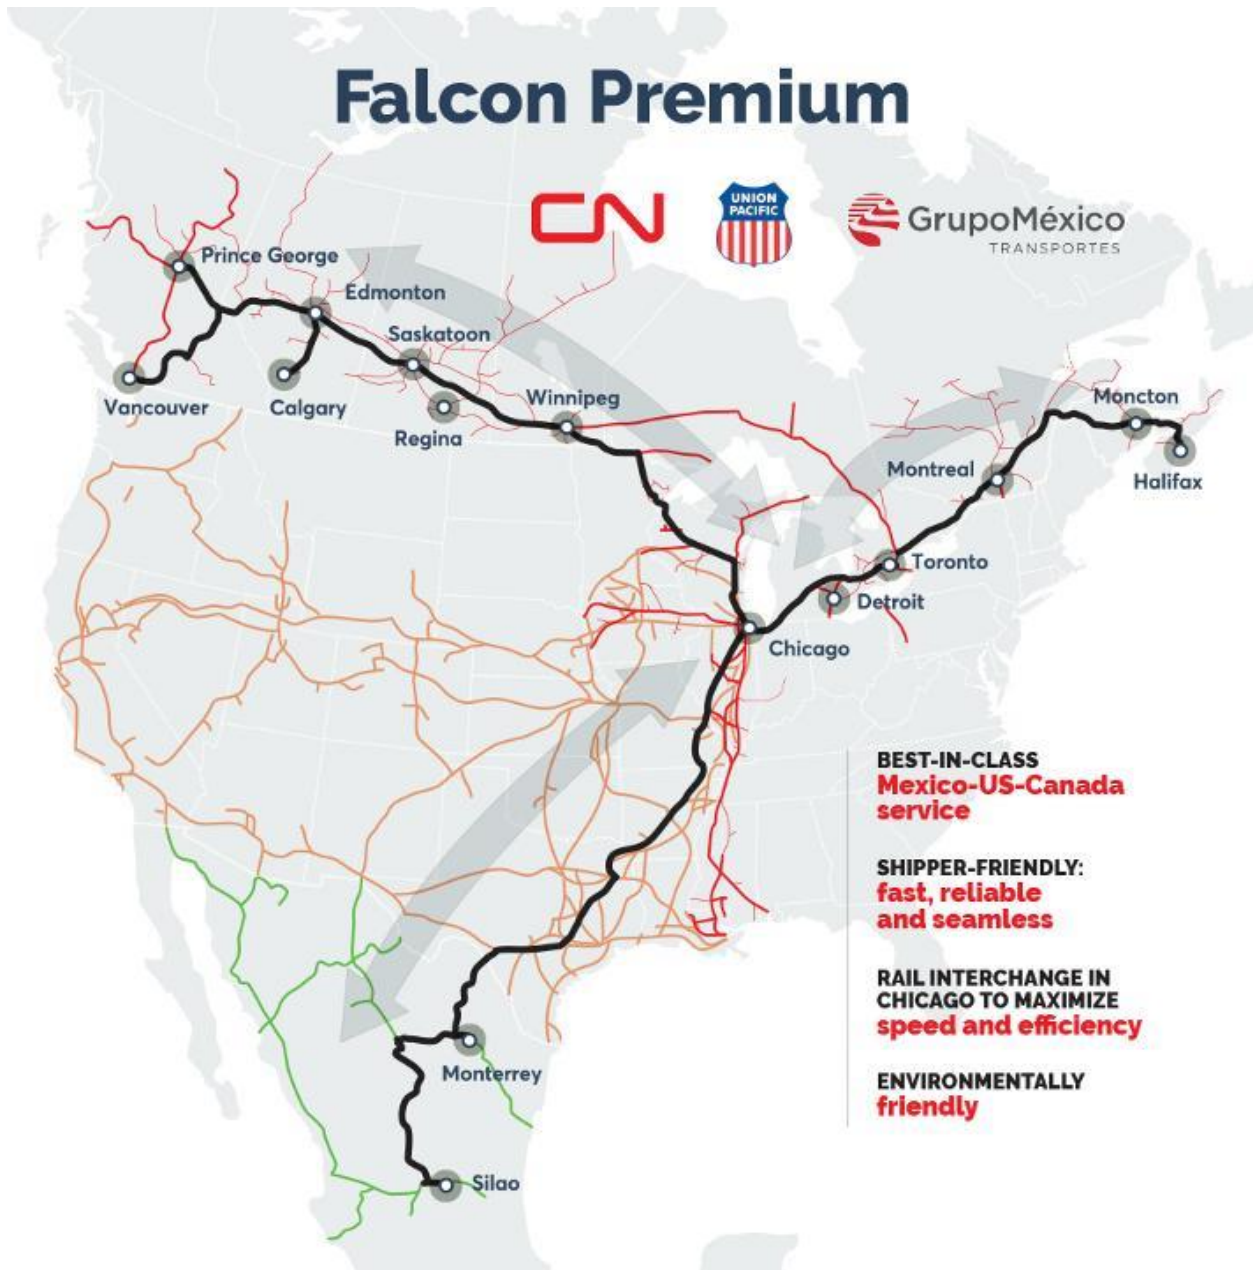 Falcon Premium
CN
UNION
PACIFIC
GrupoMéxico
TRANSPORTES
Prince George
Edmonton
Saskatoon
Winnipeg
Vancouver
Calgary
Regina
Moncton
Montreal
Halifax
Toronto
Detroit
Chicago
BEST-IN-CLASS
Mexico-US-Canada
service
SHIPPER-FRIENDLY:
fast, reliable
and seamless
RAIL INTERCHANGE IN
CHICAGO TO MAXIMIZE
speed and efficiency
ENVIRONMENTALLY
friendly
Monterrey
Silao